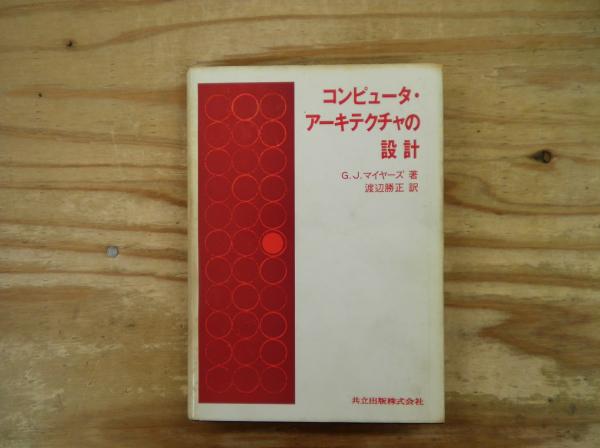 コンピュータ・
アーキテクチャの
設計
G.J.マイヤーズ 著
渡辺勝正 訳
共立出版株式会社